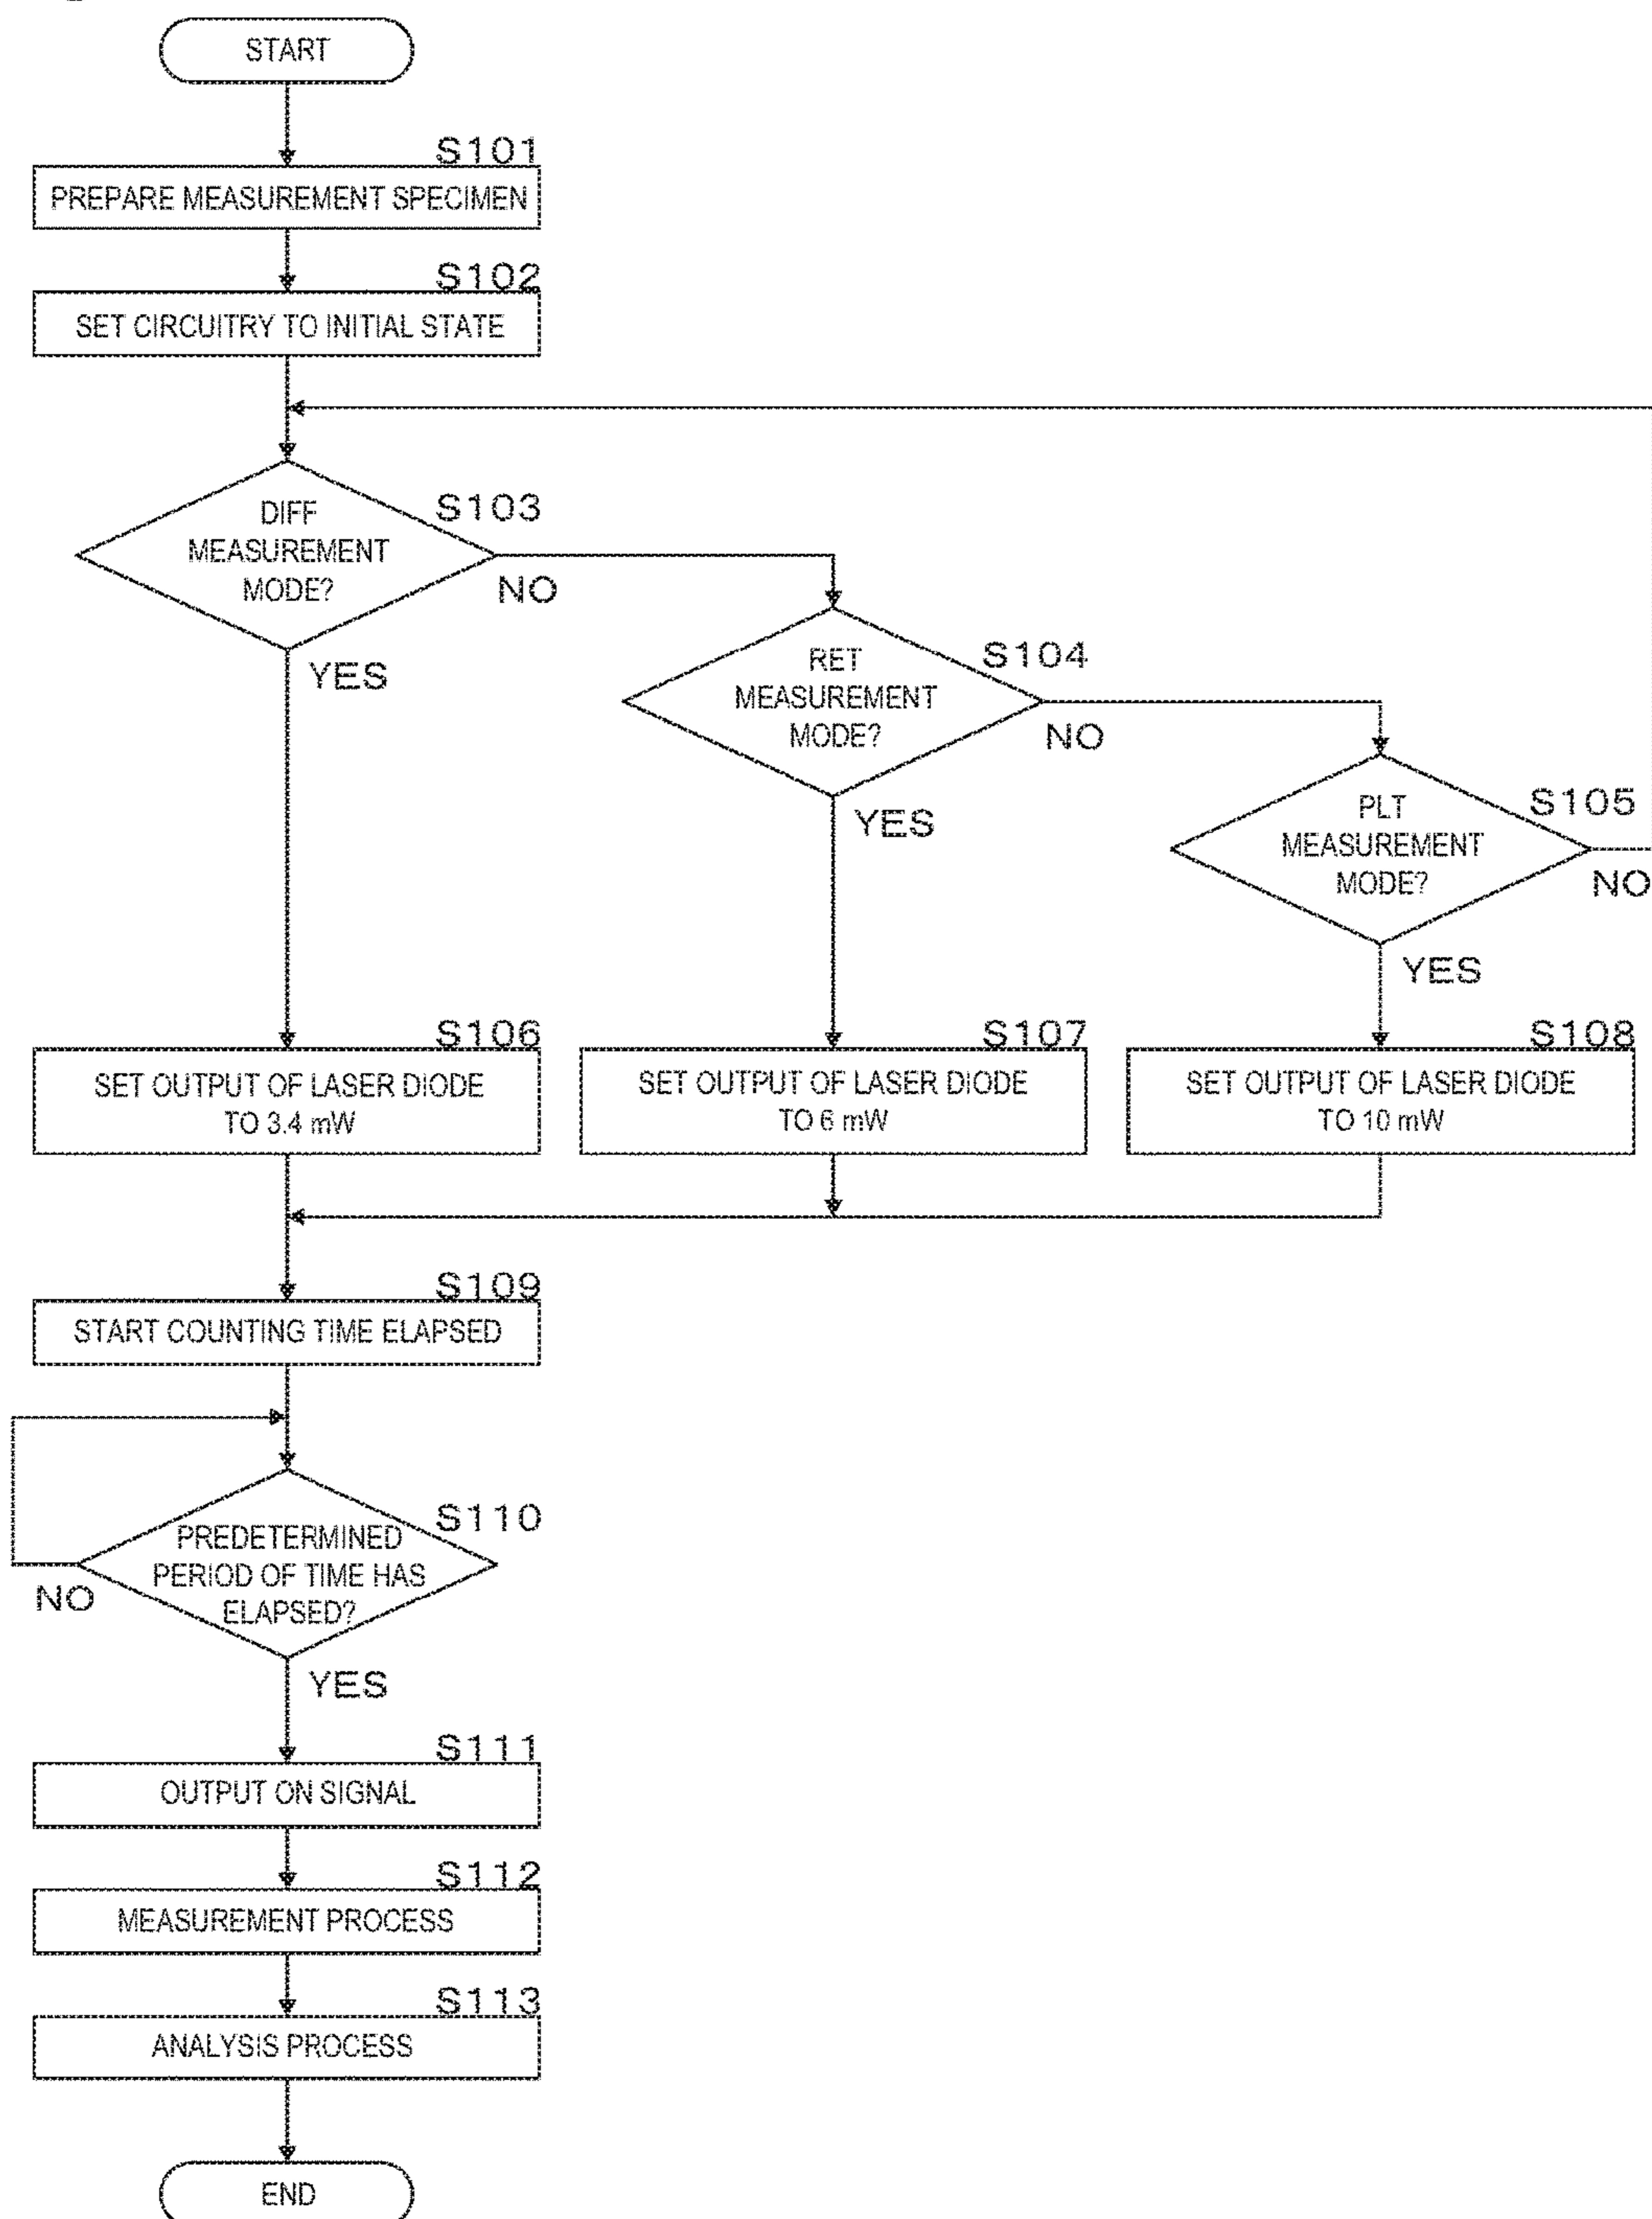 START
S101
PREPARE MEASUREMENT SPECIMEN
S102
SET CIRCUITRY TO INITIAL STATE
S103
DIFF
MEASUREMENT
MODE?
NO
YES
S104
RET
MEASUREMENT
MODE?
NO
YES
S105
PLT
MEASUREMENT
MODE?
NO
YES
S106
SET OUTPUT OF LASER DIODE
TO 3.4 mW
S107
SET OUTPUT OF LASER DIODE
TO 6 mW
S108
SET OUTPUT OF LASER DIODE
TO 10 mW
S109
START COUNTING TIME ELAPSED
S110
PREDETERMINED
PERIOD OF TIME HAS
ELAPSED?
NO
YES
S111
OUTPUT ON SIGNAL
S112
MEASUREMENT PROCESS
S113
ANALYSIS PROCESS
END